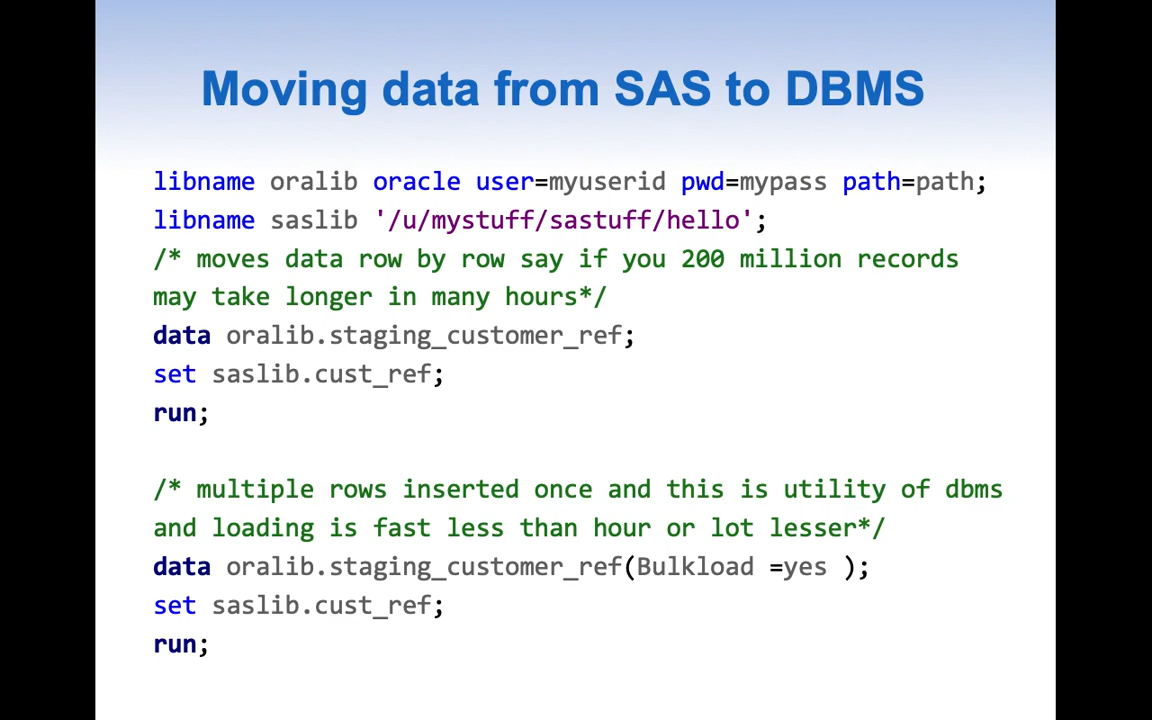 Moving data from SAS to DBMS
libname oralib oracle user=myuserid pwd=mypass path=path;
libname saslib '/u/mystuff/sastuff/hello';
/* moves data row by row say if you 200 million records
may take longer in many hours*/
data oralib.staging_customer_ref;
set saslib.cust_ref;
run;
/* multiple rows inserted once and this is utility of dbms
and loading is fast less than hour or lot lesser*/
data oralib.staging_customer_ref(Bulkload =yes );
set saslib.cust_ref;
run;